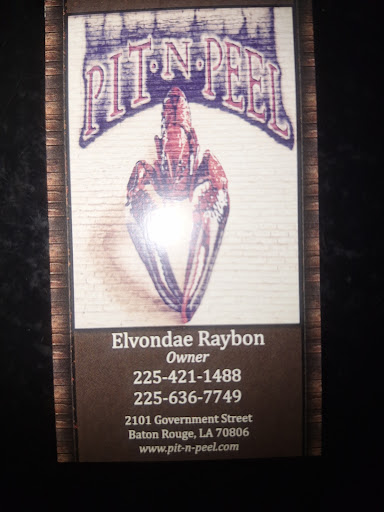 PIT·N·PEEL
Elvondae Raybon
Owner
225-421-1488
225-636-7749
2101 Government Street
Baton Rouge, LA 70806
www.pit-n-peel.com